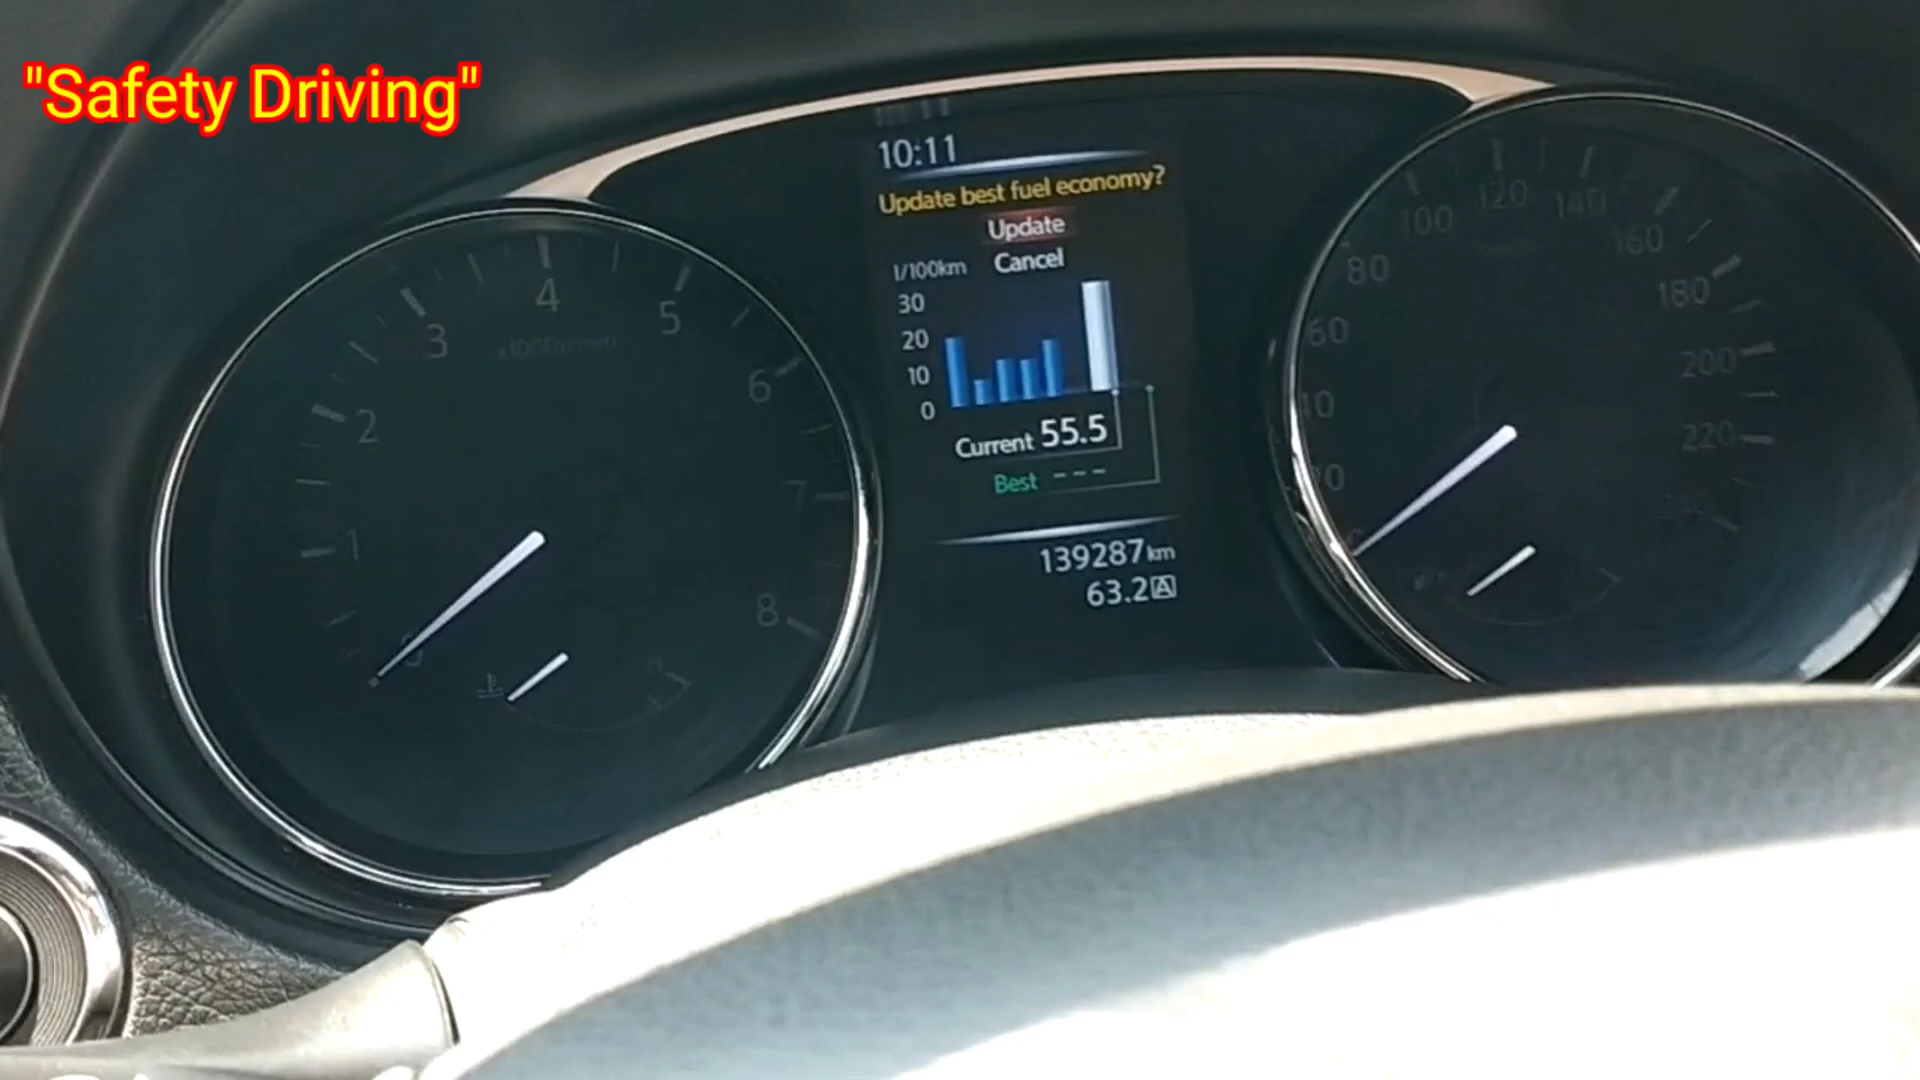 "Safety Driving"
10:11
Update best fuel economy?
Update
Cancel
l/100km
30
20
10
0
Current 55.5
Best ---
139287 km
63.2 A
1
2
3
4
5
6
7
8
x1000r/min
40
60
80
100
120
140
160
180
200
220